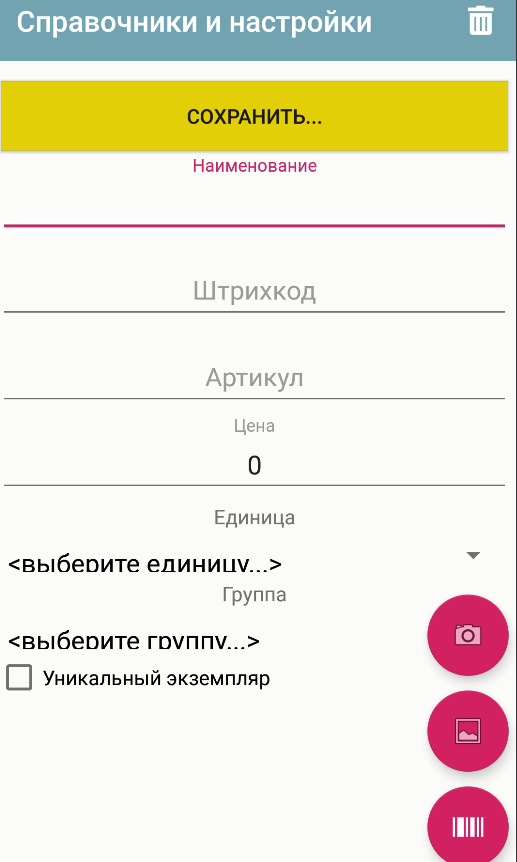 Справочники и настройки
СОХРАНИТЬ...
Наименование
Штрихкод
Артикул
Цена
0
Единица
<выберите единицу...>
Группа
<выберите группу...>
Уникальный экземпляр